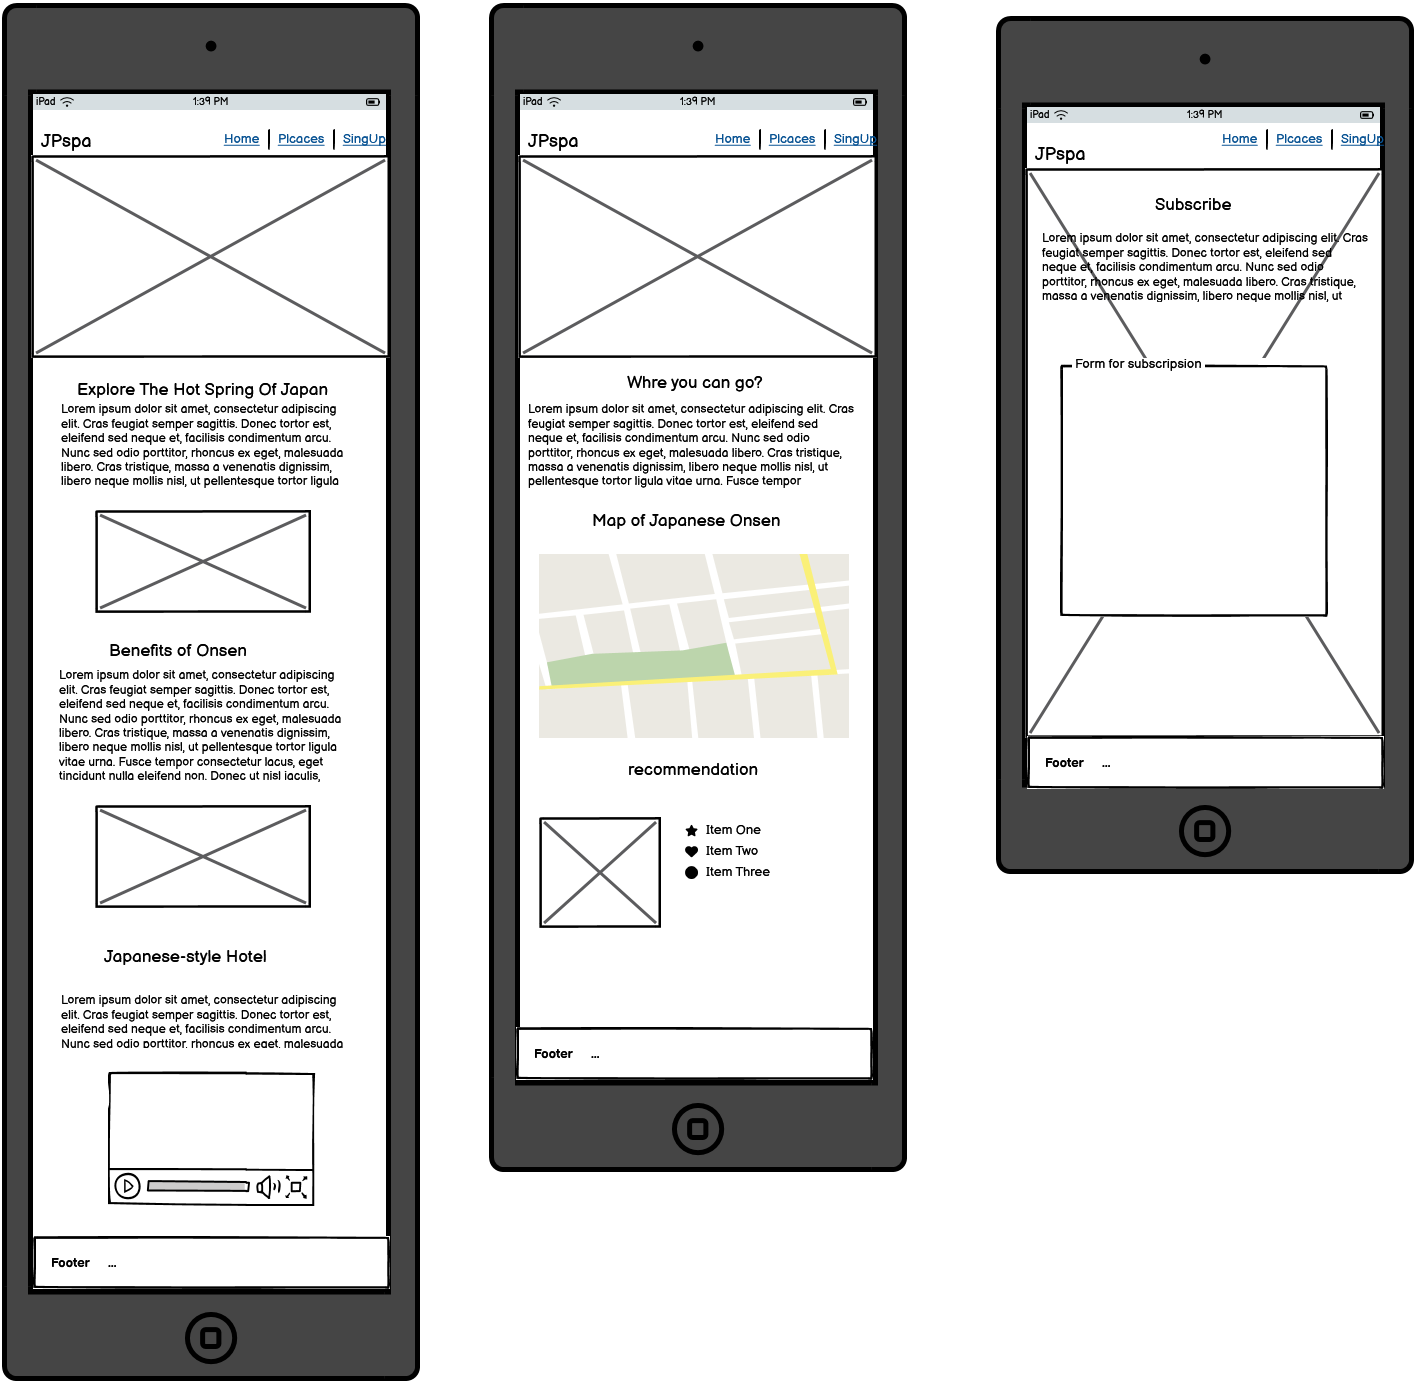 iPad 1:39 PM
JPspa Home Plcaces SingUp
Explore The Hot Spring Of Japan
Lorem ipsum dolor sit amet, consectetur adipiscing
elit. Cras feugiat semper sagittis. Donec tortor est,
eleifend sed neque et, facilisis condimentum arcu.
Nunc sed odio porttitor, rhoncus ex eget, malesuada
libero. Cras tristique, massa a venenatis dignissim,
libero neque mollis nisl, ut pellentesque tortor ligula
Benefits of Onsen
Lorem ipsum dolor sit amet, consectetur adipiscing
elit. Cras feugiat semper sagittis. Donec tortor est,
eleifend sed neque et, facilisis condimentum arcu.
Nunc sed odio porttitor, rhoncus ex eget, malesuada
libero. Cras tristique, massa a venenatis dignissim,
libero neque mollis nisl, ut pellentesque tortor ligula
vitae urna. Fusce tempor consectetur lacus, eget
tincidunt nulla eleifend non. Donec ut nisl iaculis,
Japanese-style Hotel
Lorem ipsum dolor sit amet, consectetur adipiscing
elit. Cras feugiat semper sagittis. Donec tortor est,
eleifend sed neque et, facilisis condimentum arcu.
Nunc sed odio porttitor, rhoncus ex eget, malesuada
Footer ...
iPad 1:39 PM
JPspa Home Plcaces SingUp
Whre you can go?
Lorem ipsum dolor sit amet, consectetur adipiscing elit. Cras
feugiat semper sagittis. Donec tortor est, eleifend sed
neque et, facilisis condimentum arcu. Nunc sed odio
porttitor, rhoncus ex eget, malesuada libero. Cras tristique,
massa a venenatis dignissim, libero neque mollis nisl, ut
pellentesque tortor ligula vitae urna. Fusce tempor
Map of Japanese Onsen
recommendation
Item One
Item Two
Item Three
Footer ...
iPad 1:39 PM
Home Plcaces SingUp
JPspa
Subscribe
Lorem ipsum dolor sit amet, consectetur adipiscing elit. Cras
feugiat semper sagittis. Donec tortor est, eleifend sed
neque et, facilisis condimentum arcu. Nunc sed odio
porttitor, rhoncus ex eget, malesuada libero. Cras tristique,
massa a venenatis dignissim, libero neque mollis nisl, ut
Form for subscripsion
Footer ...